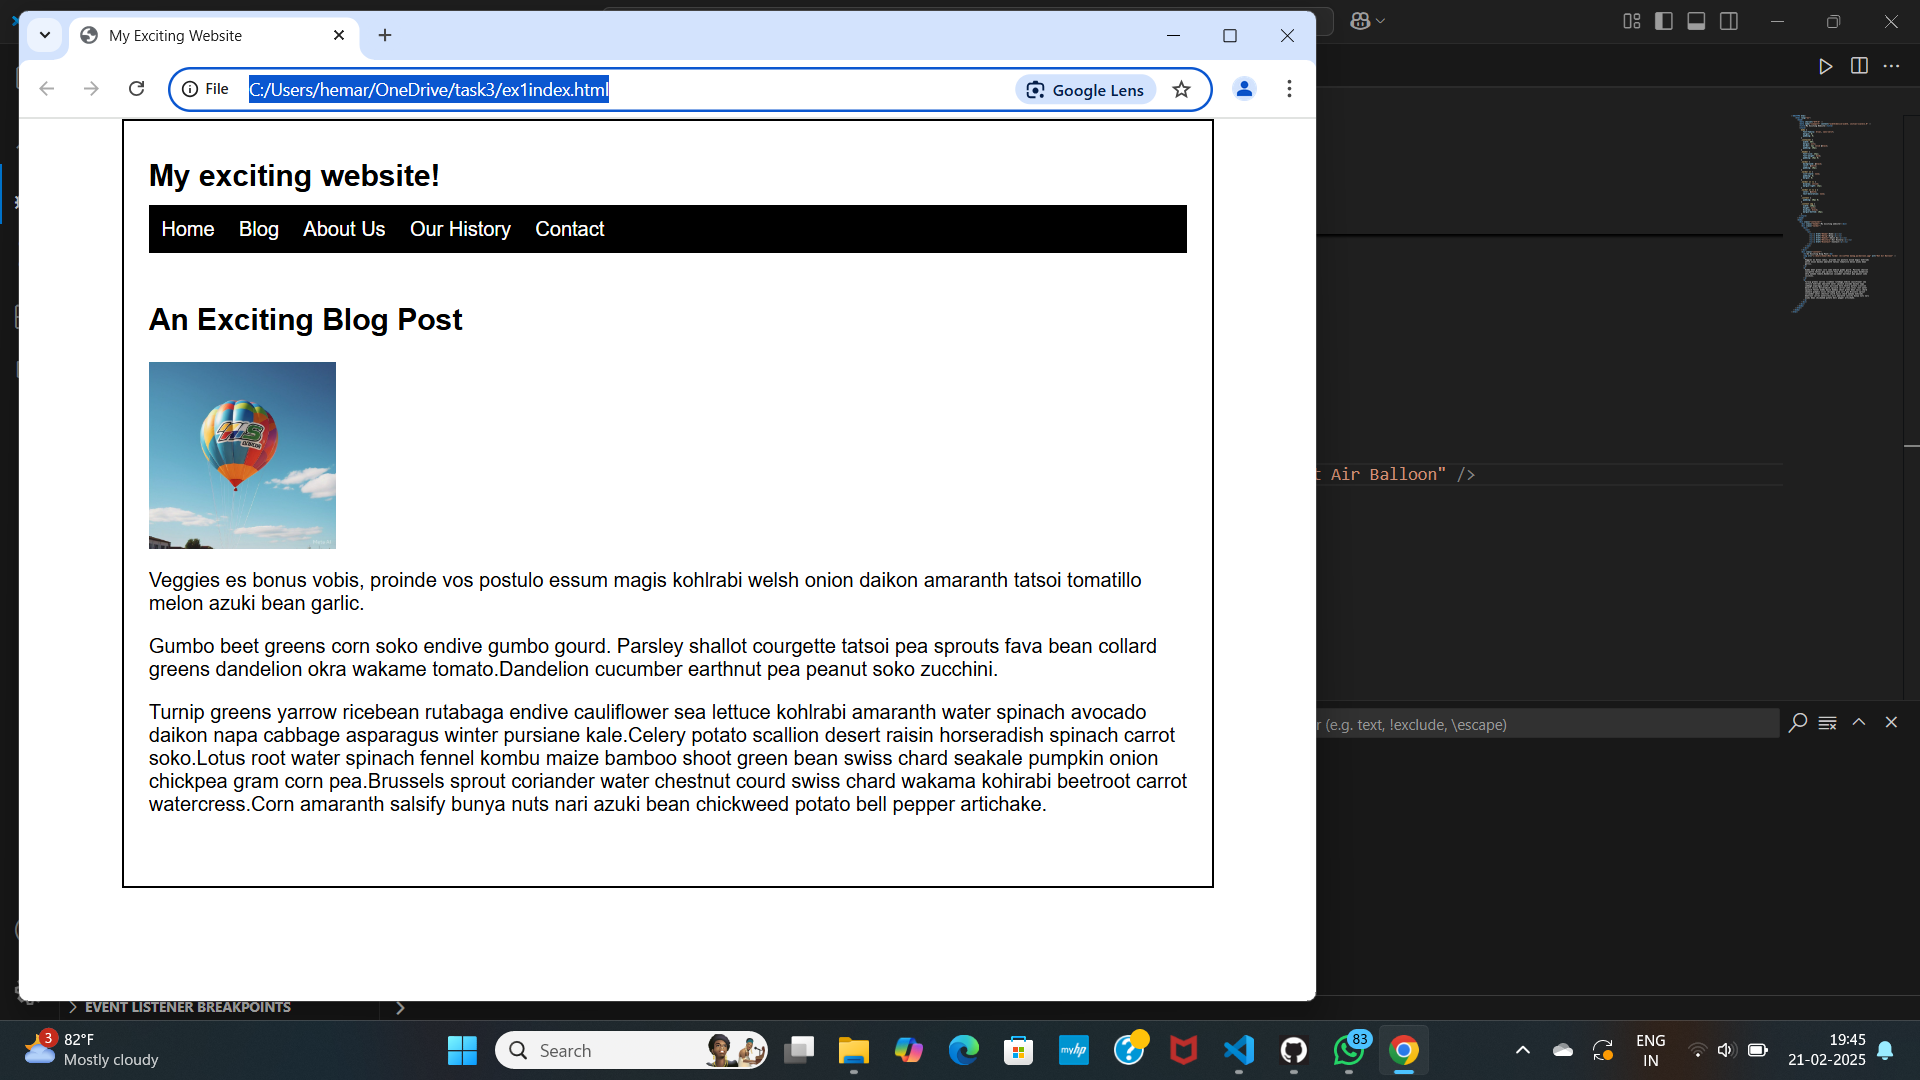 My Exciting Website
File
C:/Users/hemar/OneDrive/task3/ex1index.html
Google Lens
My exciting website!
Home Blog About Us Our History Contact
An Exciting Blog Post
Veggies es bonus vobis, proinde vos postulo essum magis kohlrabi welsh onion daikon amaranth tatsoi tomatillo
melon azuki bean garlic.
Gumbo beet greens corn soko endive gumbo gourd. Parsley shallot courgette tatsoi pea sprouts fava bean collard
greens dandelion okra wakame tomato.Dandelion cucumber earthnut pea peanut soko zucchini.
Turnip greens yarrow ricebean rutabaga endive cauliflower sea lettuce kohlrabi amaranth water spinach avocado
daikon napa cabbage asparagus winter pursiane kale.Celery potato scallion desert raisin horseradish spinach carrot
soko.Lotus root water spinach fennel kombu maize bamboo shoot green bean swiss chard seakale pumpkin onion
chickpea gram corn pea.Brussels sprout coriander water chestnut courd swiss chard wakama kohirabi beetroot carrot
watercress.Corn amaranth salsify bunya nuts nari azuki bean chickweed potato bell pepper artichake.
t Air Balloon" />
r (e.g. text, !exclude, \escape)
EVENT LISTENER BREAKPOINTS
3
82°F
Mostly cloudy
Search
myhp
83
ENG
IN
19:45
21-02-2025